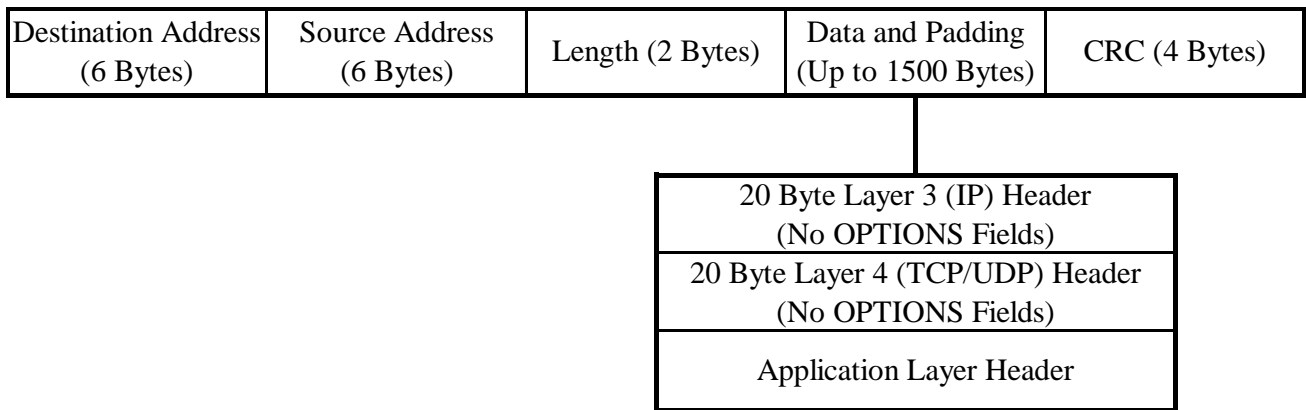 Destination Address
(6 Bytes)
Source Address
(6 Bytes)
Length (2 Bytes)
Data and Padding
(Up to 1500 Bytes)
CRC (4 Bytes)
20 Byte Layer 3 (IP) Header
(No OPTIONS Fields)
20 Byte Layer 4 (TCP/UDP) Header
(No OPTIONS Fields)
Application Layer Header